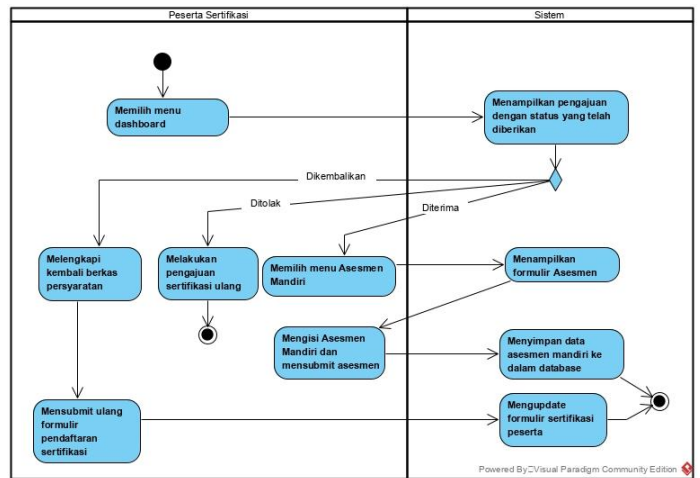 Peserta Sertifikasi
Sistem
Memilih menu
dashboard
Menampilkan pengajuan
dengan status yang telah
diberikan
Dikembalikan
Ditolak
Diterima
Melengkapi
kembali berkas
persyaratan
Melakukan
pengajuan
sertifikasi ulang
Memilih menu Asesmen
Mandiri
Menampilkan
formulir Asesmen
Mengisi Asesmen
Mandiri dan
mensubmit asesmen
Menyimpan data
asesmen mandiri ke
dalam database
Mensubmit ulang
formulir
pendaftaran
sertifikasi
Mengupdate
formulir sertifikasi
peserta
Powered By Visual Paradigm Community Edition